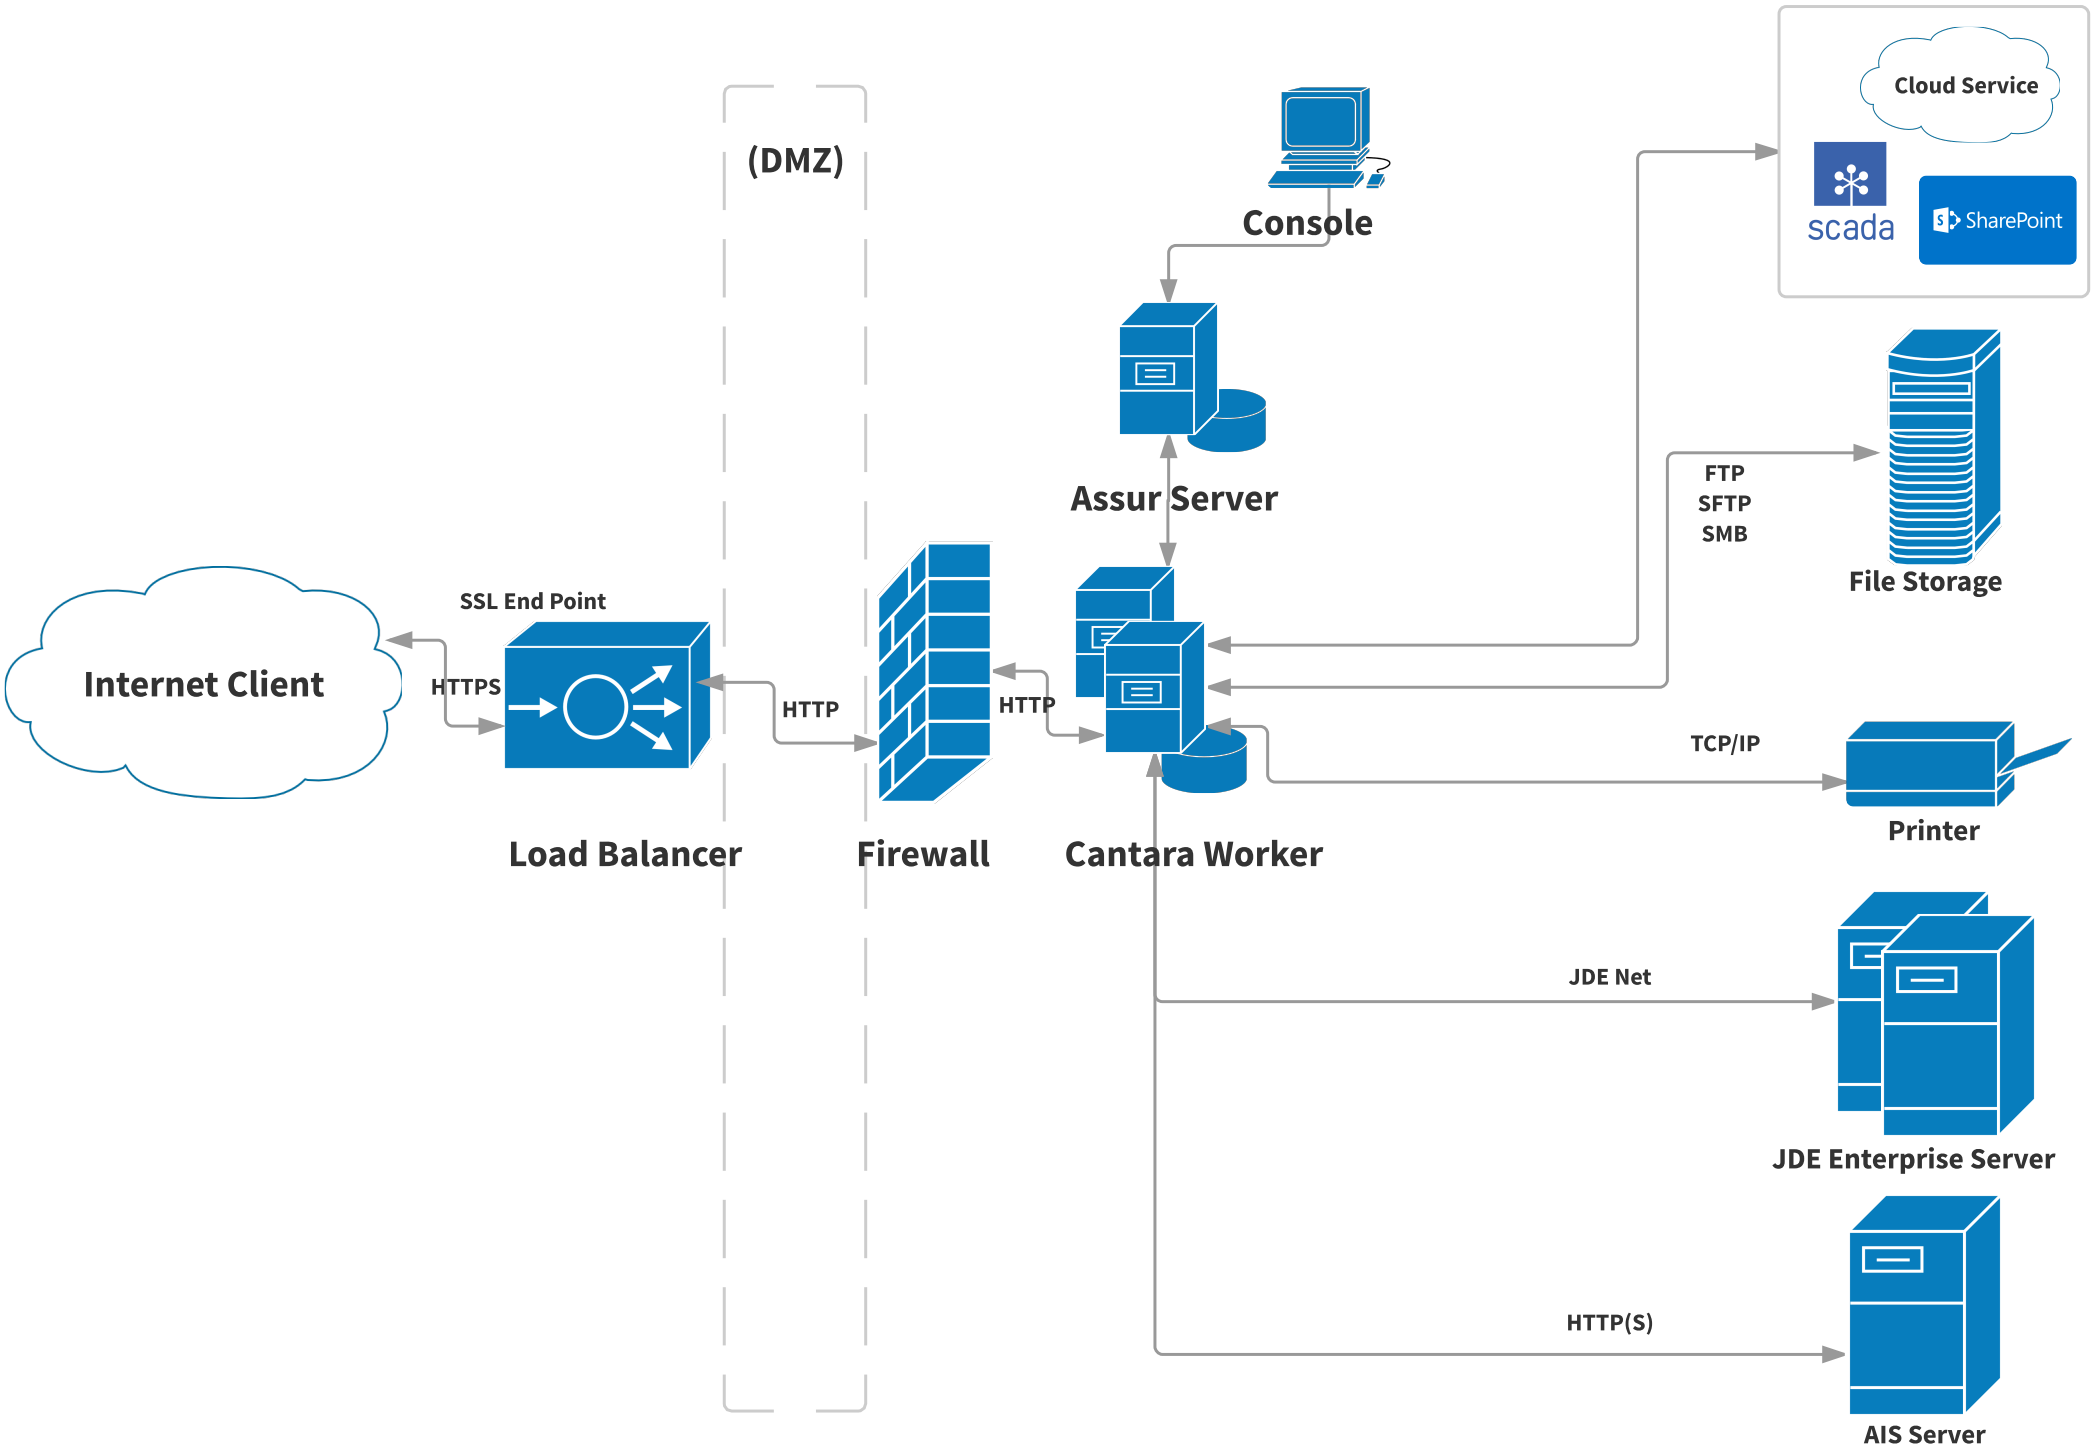 Cloud Service
scada
S SharePoint
(DMZ)
Console
Assur Server
FTP
SFTP
SMB
File Storage
SSL End Point
Internet Client
HTTPS
HTTP
HTTP
TCP/IP
Printer
Load Balancer
Firewall
Cantara Worker
JDE Net
JDE Enterprise Server
HTTP(S)
AIS Server